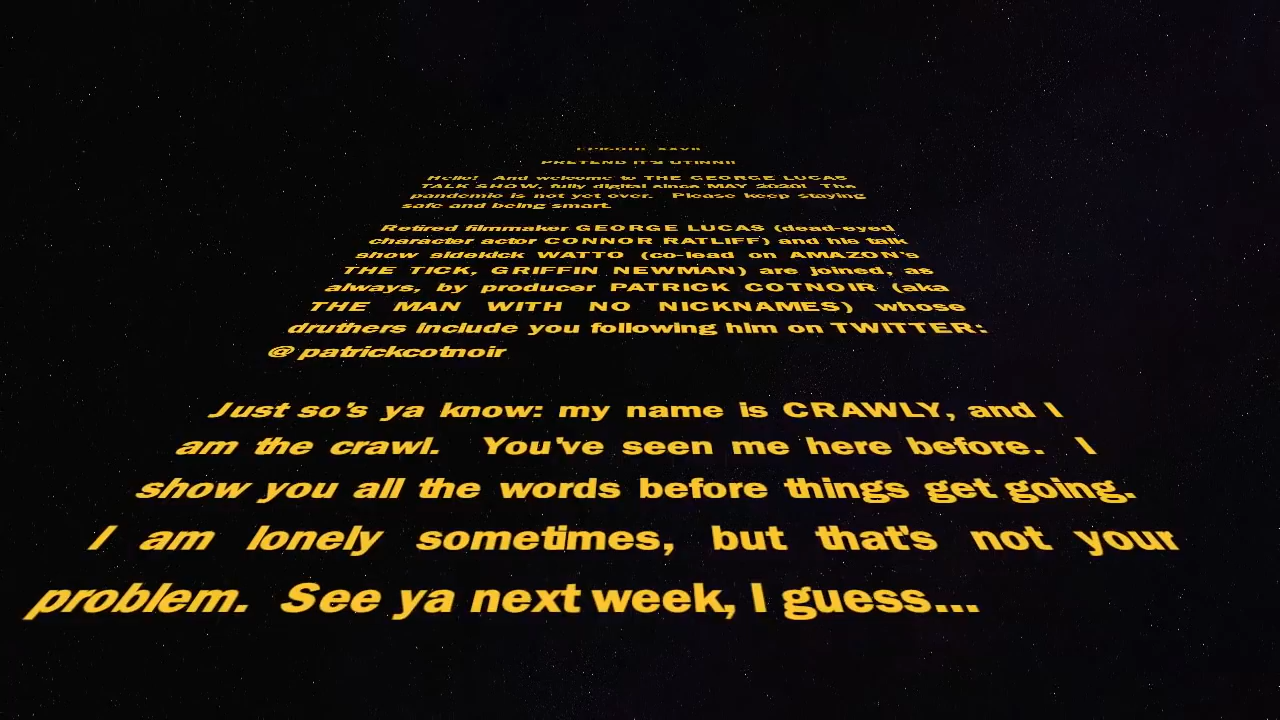 PRETEND IT'S UTINNI!
Hello! And welcome to THE GEORGE LUCAS
TALK SHOW, fully digital since MAY 2020! The
pandemic is not yet over. Please keep staying
safe and being smart.
Retired filmmaker GEORGE LUCAS (dead-eyed
character actor CONNOR RATLIFF) and his talk
show sidekick WATTO (co-lead on AMAZON's
THE TICK, GRIFFIN NEWMAN) are joined, as
always, by producer PATRICK COTNOIR (aka
THE MAN WITH NO NICKNAMES) whose
druthers include you following him on TWITTER:
@patrickcotnoir
Just so's ya know: my name is CRAWLY, and I
am the crawl. You've seen me here before. I
show you all the words before things get going.
I am lonely sometimes, but that's not your
problem. See ya next week, I guess...